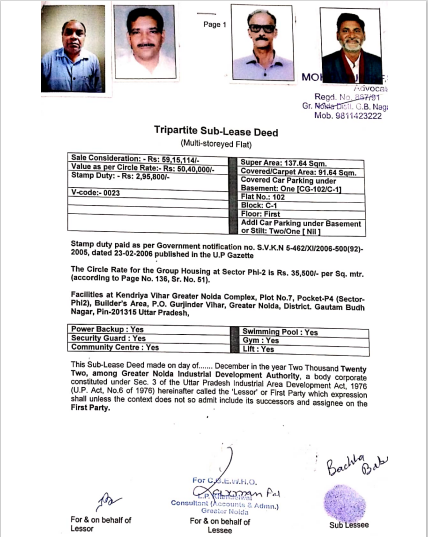 Page 1
Advocate
Regd. No. 857/91
Gr. Noida Distt. G.B. Nagar
Mob. 9811423222
Tripartite Sub-Lease Deed
(Multi-storeyed Flat)
Sale Consideration: - Rs: 59,15,114/-
Value as per Circle Rate:- Rs: 50,40,000/-
Stamp Duty: - Rs: 2,95,800/-
V-code:- 0023
Super Area: 137.64 Sqm.
Covered/Carpet Area: 91.64 Sqm.
Covered Car Parking under
Basement: One [CG-102/C-1]
Flat No.: 102
Block: C-1
Floor: First
Addl Car Parking under Basement
or Stilt: Two/One [ Nil ]
Stamp duty paid as per Government notification no. S.V.K.N 5-462/XI/2006-500(92)-
2005, dated 23-02-2006 published in the U.P Gazette
The Circle Rate for the Group Housing at Sector Phi-2 is Rs. 35,500/- per Sq. mtr.
(according to Page No. 136, Sr. No. 51).
Facilities at Kendriya Vihar Greater Noida Complex, Plot No.7, Pocket-P4 (Sector-
Phi2), Builder's Area, P.O. Gurjinder Vihar, Greater Noida, District. Gautam Budh
Nagar, Pin-201315 Uttar Pradesh,
Power Backup : Yes
Security Guard : Yes
Community Centre : Yes
Swimming Pool : Yes
Gym : Yes
Lift : Yes
This Sub-Lease Deed made on day of....... December in the year Two Thousand Twenty
Two, among Greater Noida Industrial Development Authority, a body corporate
constituted under Sec. 3 of the Uttar Pradesh Industrial Area Development Act, 1976
(U.P. Act, No.6 of 1976) hereinafter called the 'Lessor' or First Party which expression
shall unless the context does not so admit include its successors and assignee on the
First Party.
For C.G.E.W.H.O.
Consultant (Accounts & Admn.)
Greater Noida
For & on behalf of
Lessor
For & on behalf of
Lessee
Sub Lessee